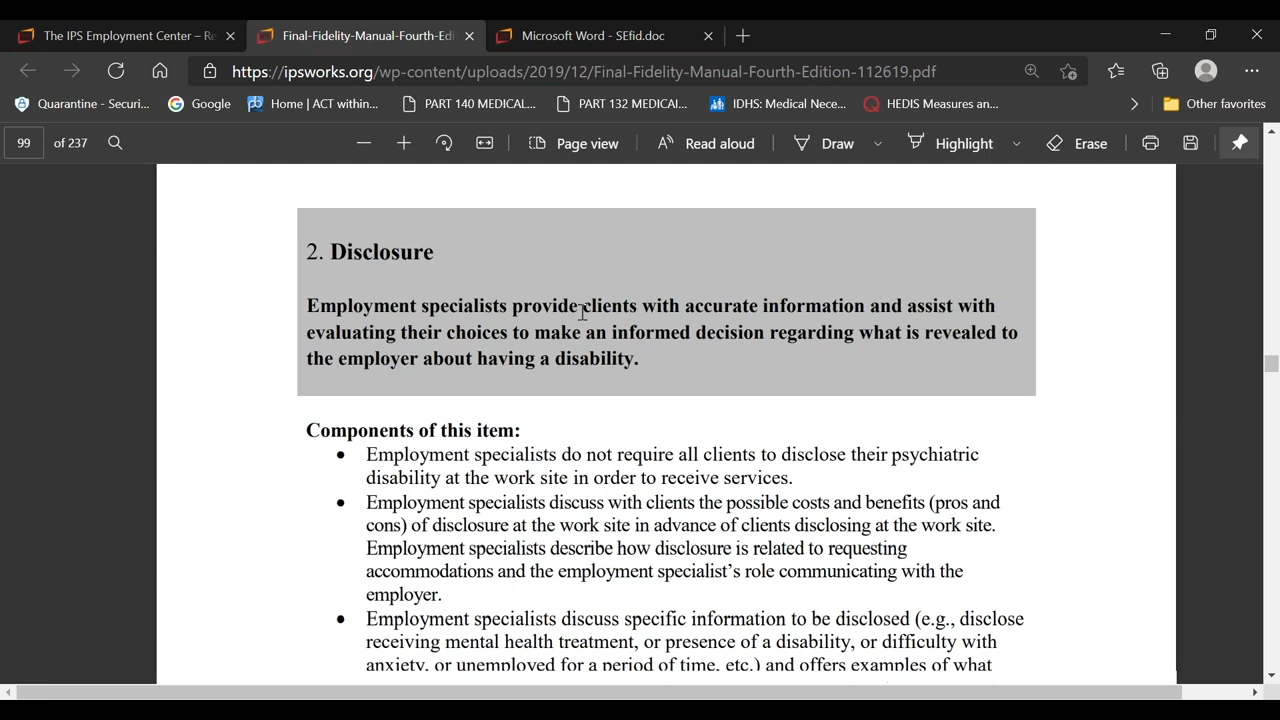 The IPS Employment Center – Re
Final-Fidelity-Manual-Fourth-Edi
Microsoft Word - SEfid.doc
https://ipsworks.org/wp-content/uploads/2019/12/Final-Fidelity-Manual-Fourth-Edition-112619.pdf
Quarantine - Securi... Google Home | ACT within... PART 140 MEDICAL... PART 132 MEDICAL... IDHS: Medical Nece... HEDIS Measures an... Other favorites
99 of 237 Page view Read aloud Draw Highlight Erase
2. Disclosure
Employment specialists provide clients with accurate information and assist with
evaluating their choices to make an informed decision regarding what is revealed to
the employer about having a disability.
Components of this item:
• Employment specialists do not require all clients to disclose their psychiatric
disability at the work site in order to receive services.
• Employment specialists discuss with clients the possible costs and benefits (pros and
cons) of disclosure at the work site in advance of clients disclosing at the work site.
Employment specialists describe how disclosure is related to requesting
accommodations and the employment specialist's role communicating with the
employer.
• Employment specialists discuss specific information to be disclosed (e.g., disclose
receiving mental health treatment, or presence of a disability, or difficulty with
anxiety, or unemployed for a period of time, etc.) and offers examples of what